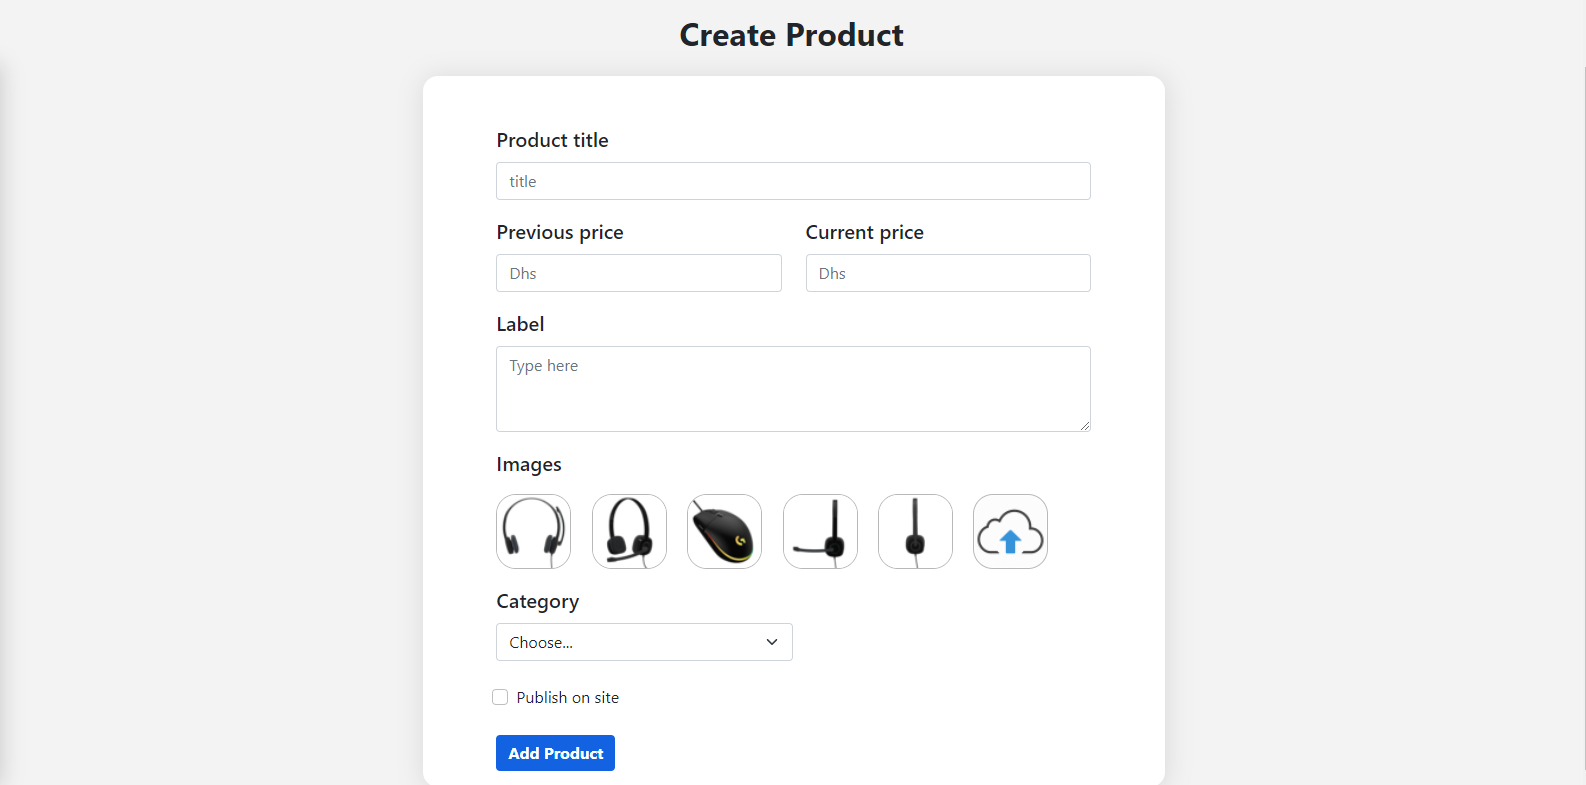 Create Product
Product title
title
Previous price Current price
Dhs Dhs
Label
Type here
Images
Category
Choose...
Publish on site
Add Product